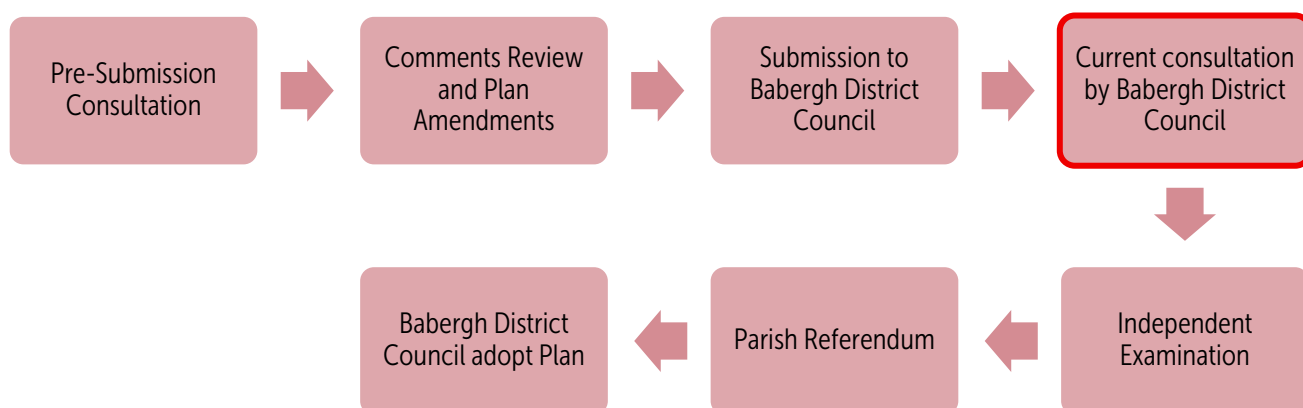 Pre-Submission
Consultation
Comments Review
and Plan
Amendments
Submission to
Babergh District
Council
Current consultation
by Babergh District
Council
Independent
Examination
Parish Referendum
Babergh District
Council adopt Plan